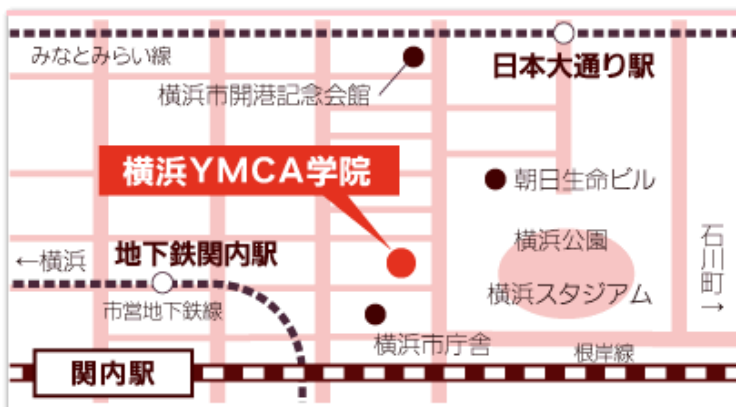 みなとみらい線
日本大通り駅
横浜市開港記念会館
横浜YMCA学院
朝日生命ビル
石川町→
横浜公園
←横浜
地下鉄関内駅
横浜スタジアム
市営地下鉄線
横浜市庁舎
根岸線
関内駅